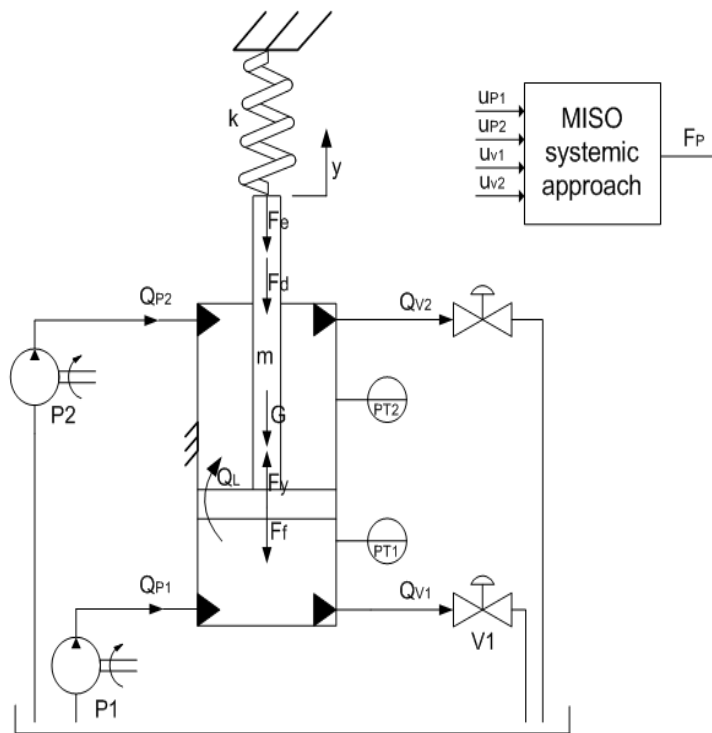 k
y
Fe
Fd
QP2
QV2
m
P2
PT2
G
QL
Fy
Ff
PT1
QP1
QV1
V1
P1
uP1
uP2
uv1
uv2
MISO
systemic
approach
FP